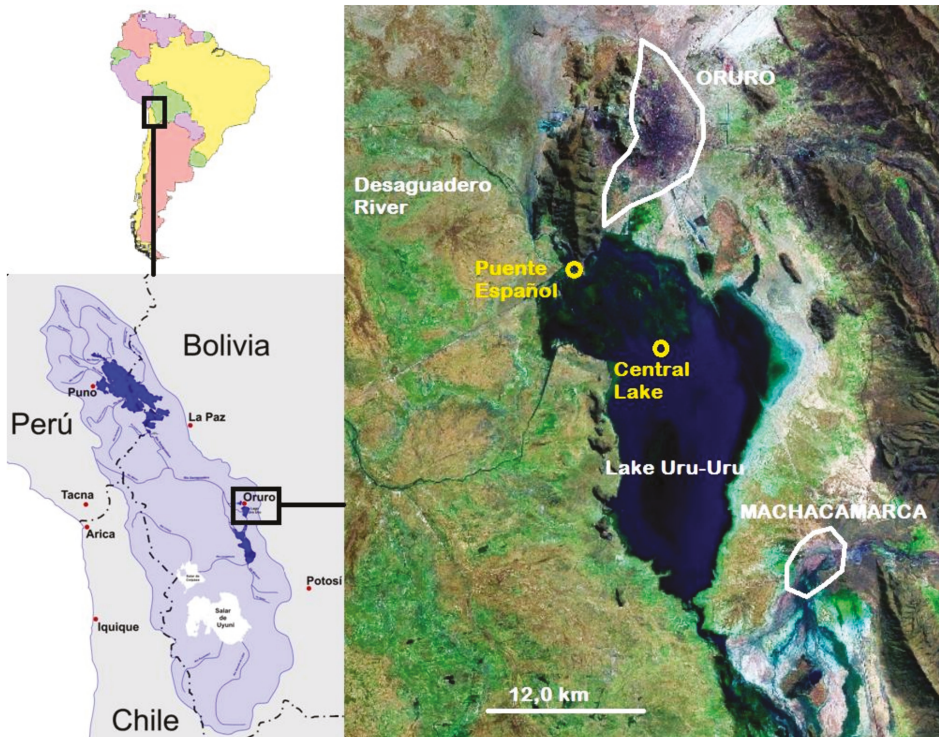 Bolivia
Puno
Perú
La Paz
Tacna
Oruro
Arica
Potosí
Salar
de
Uyuni
Iquique
Chile
ORURO
Desaguadero
River
Puente
Español
Central
Lake
Lake Uru-Uru
MACHACAMARCA
12,0 km